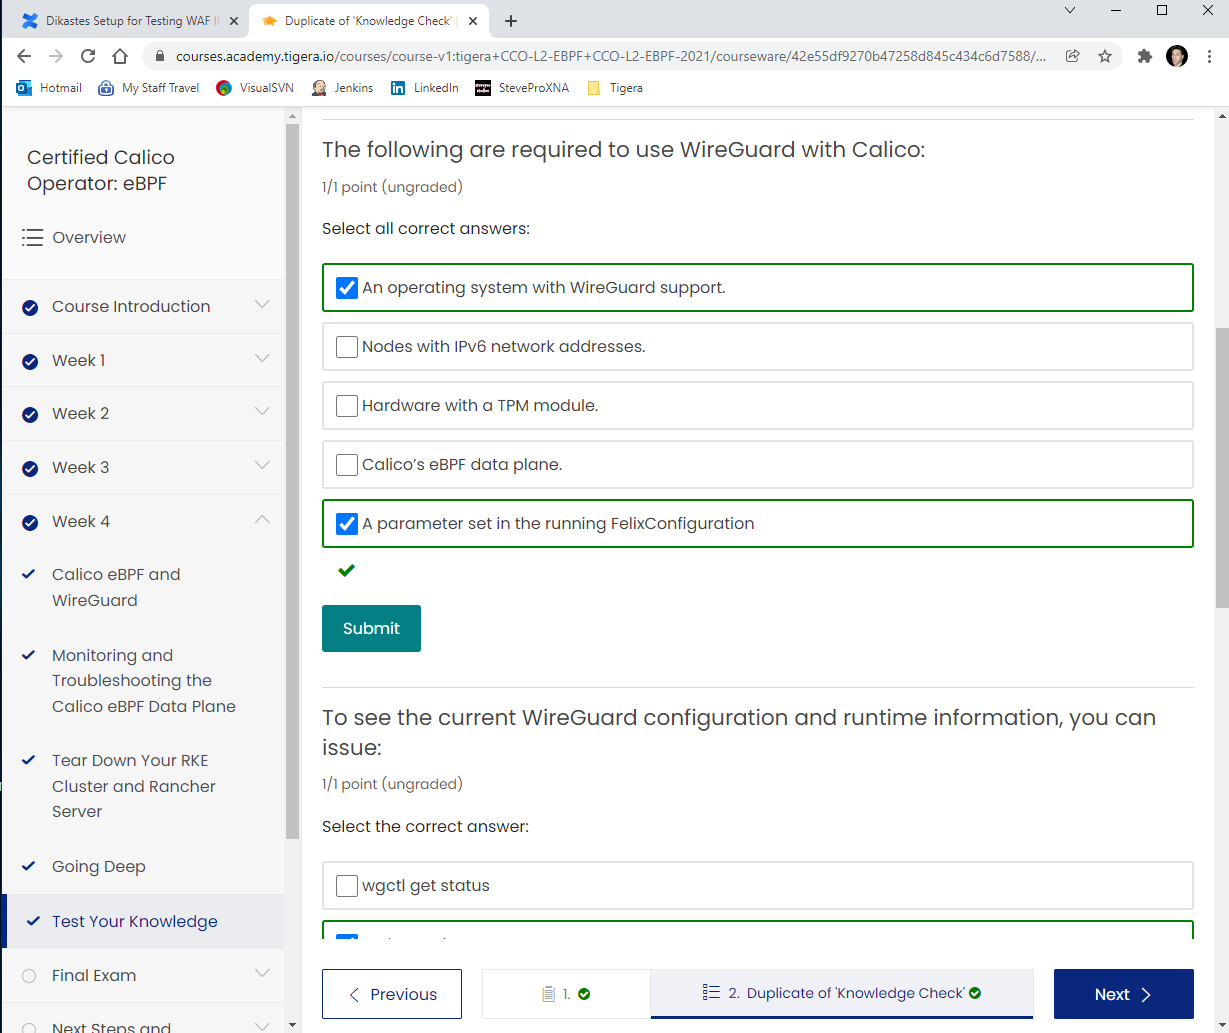 Dikastes Setup for Testing WAF
Duplicate of 'Knowledge Check'
courses.academy.tigera.io/courses/course-v1:tigera+CCO-L2-EBPF+CCO-L2-EBPF-2021/courseware/42e55df9270b47258d845c434c6d7588/...
Hotmail
My Staff Travel
VisualSVN
Jenkins
LinkedIn
SteveProXNA
Tigera
Certified Calico
Operator: eBPF
Overview
Course Introduction
Week 1
Week 2
Week 3
Week 4
Calico eBPF and
WireGuard
Monitoring and
Troubleshooting the
Calico eBPF Data Plane
Tear Down Your RKE
Cluster and Rancher
Server
Going Deep
Test Your Knowledge
Final Exam
Next Steps and
The following are required to use WireGuard with Calico:
1/1 point (ungraded)
Select all correct answers:
An operating system with WireGuard support.
Nodes with IPv6 network addresses.
Hardware with a TPM module.
Calico’s eBPF data plane.
A parameter set in the running FelixConfiguration
Submit
To see the current WireGuard configuration and runtime information, you can
issue:
1/1 point (ungraded)
Select the correct answer:
wgctl get status
Previous
1.
2. Duplicate of 'Knowledge Check'
Next